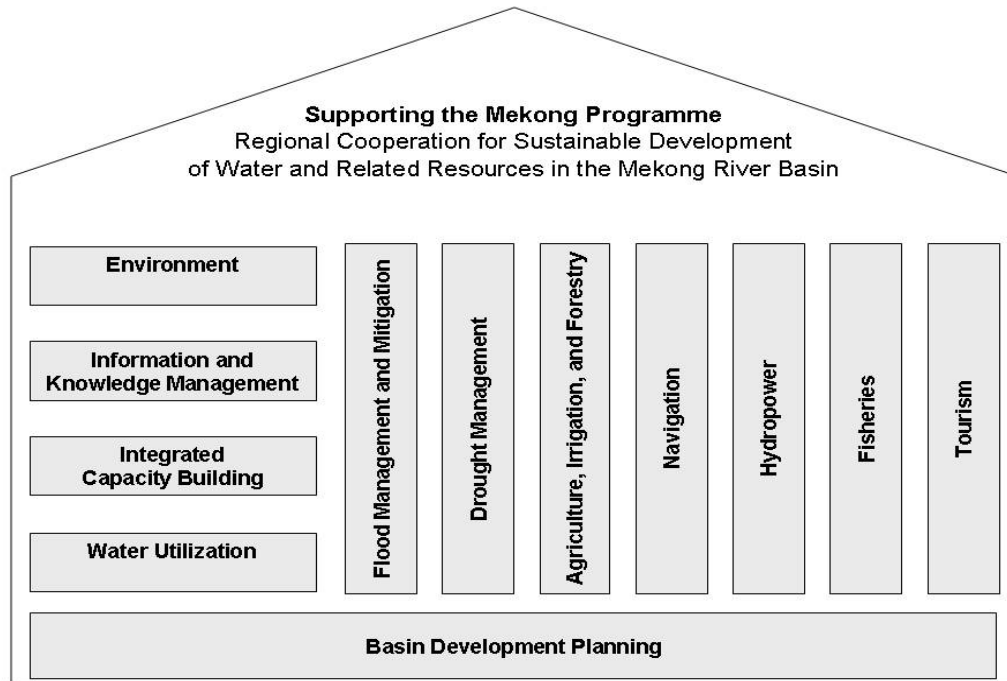 Supporting the Mekong Programme
Regional Cooperation for Sustainable Development
of Water and Related Resources in the Mekong River Basin
Environment
Information and
Knowledge Management
Integrated
Capacity Building
Water Utilization
Flood Management and Mitigation
Drought Management
Agriculture, Irrigation, and Forestry
Navigation
Hydropower
Fisheries
Tourism
Basin Development Planning